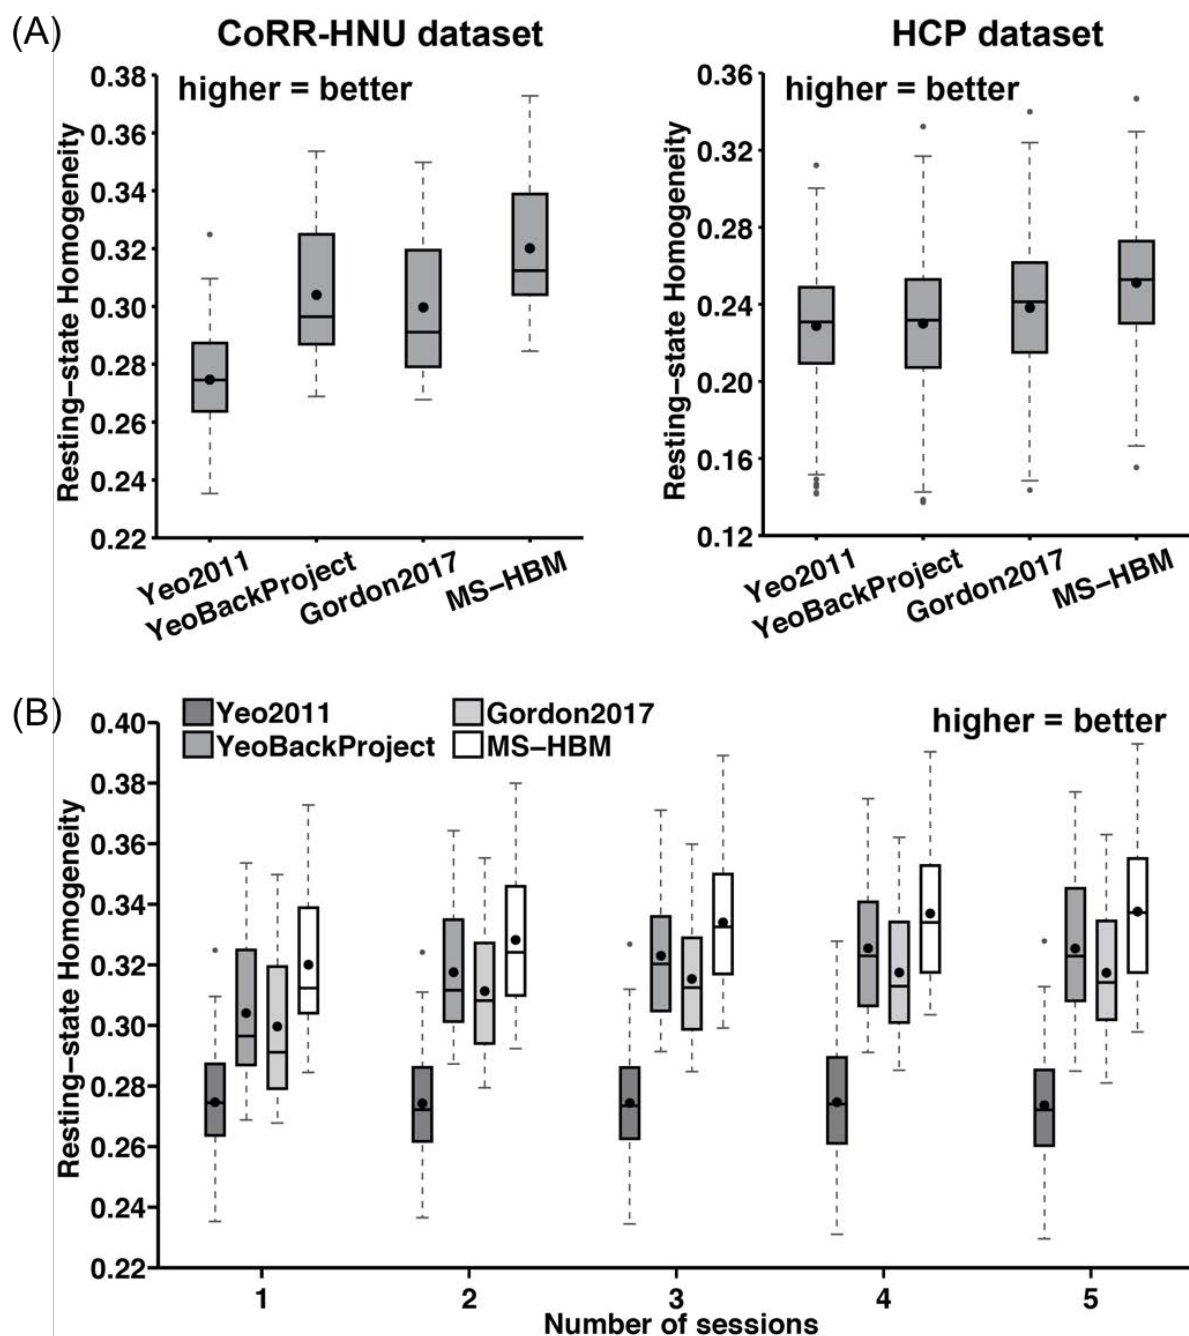 (A)
CoRR-HNU dataset
higher = better
Resting-state Homogeneity
0.38
0.36
0.34
0.32
0.30
0.28
0.26
0.24
0.22
Yeo2011
YeoBackProject
Gordon2017
MS-HBM
HCP dataset
higher = better
Resting-state Homogeneity
0.36
0.32
0.28
0.24
0.20
0.16
0.12
Yeo2011
YeoBackProject
Gordon2017
MS-HBM
(B)
Yeo2011
YeoBackProject
Gordon2017
MS-HBM
higher = better
Resting-state Homogeneity
0.40
0.38
0.36
0.34
0.32
0.30
0.28
0.26
0.24
0.22
1 2 3 4 5
Number of sessions